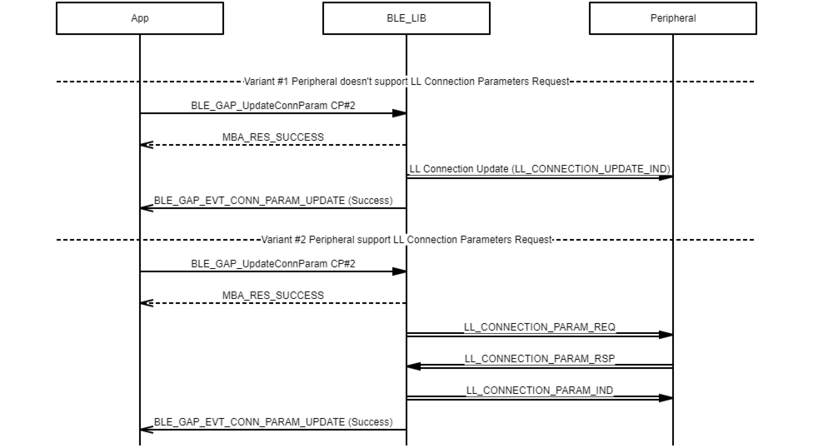 App
BLE_LIB
Peripheral
Variant #1 Peripheral doesn't support LL Connection Parameters Request
BLE_GAP_UpdateConnParam CP#2
MBA_RES_SUCCESS
LL Connection Update (LL_CONNECTION_UPDATE_IND)
BLE_GAP_EVT_CONN_PARAM_UPDATE (Success)
Variant #2 Peripheral support LL Connection Parameters Request
BLE_GAP_UpdateConnParam CP#2
MBA_RES_SUCCESS
LL_CONNECTION_PARAM_REQ
LL_CONNECTION_PARAM_RSP
LL_CONNECTION_PARAM_IND
BLE_GAP_EVT_CONN_PARAM_UPDATE (Success)